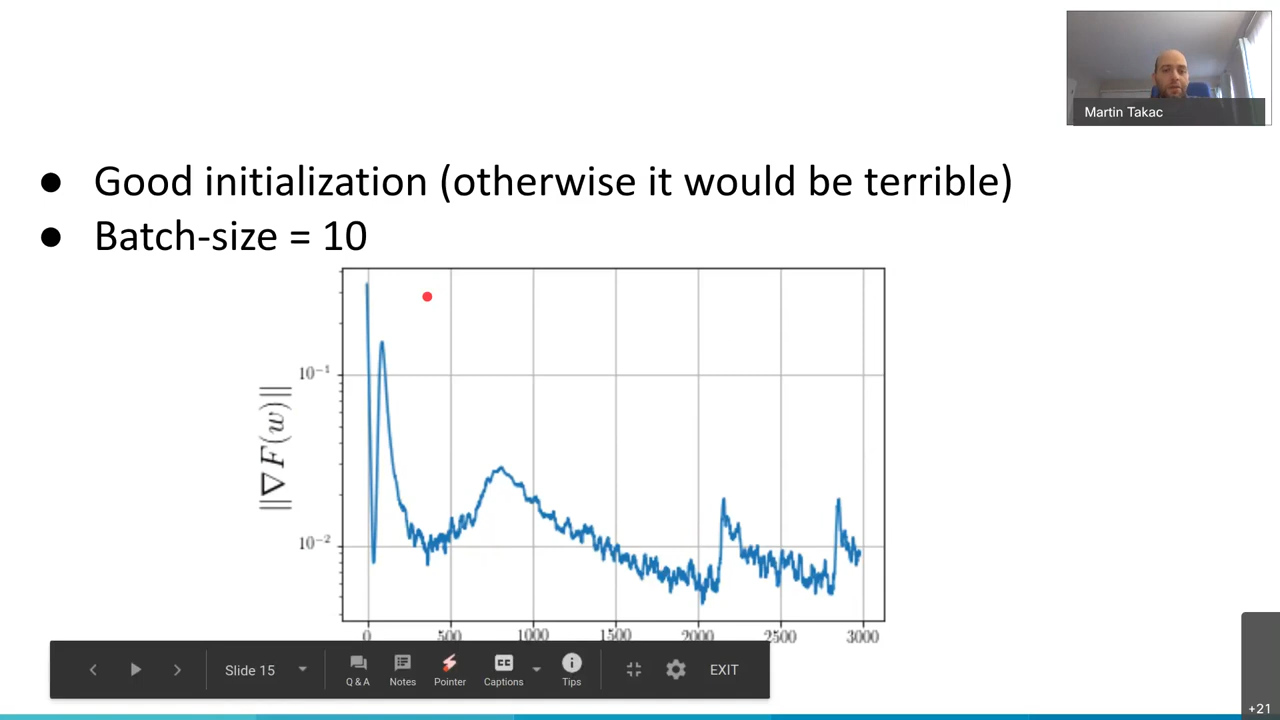 Martin Takac
● Good initialization (otherwise it would be terrible)
● Batch-size = 10
‖∇F(w)‖
10⁻¹
10⁻²
0 500 1000 1500 2000 2500 3000
Slide 15
Q & A Notes Pointer CC Captions Tips EXIT
+21